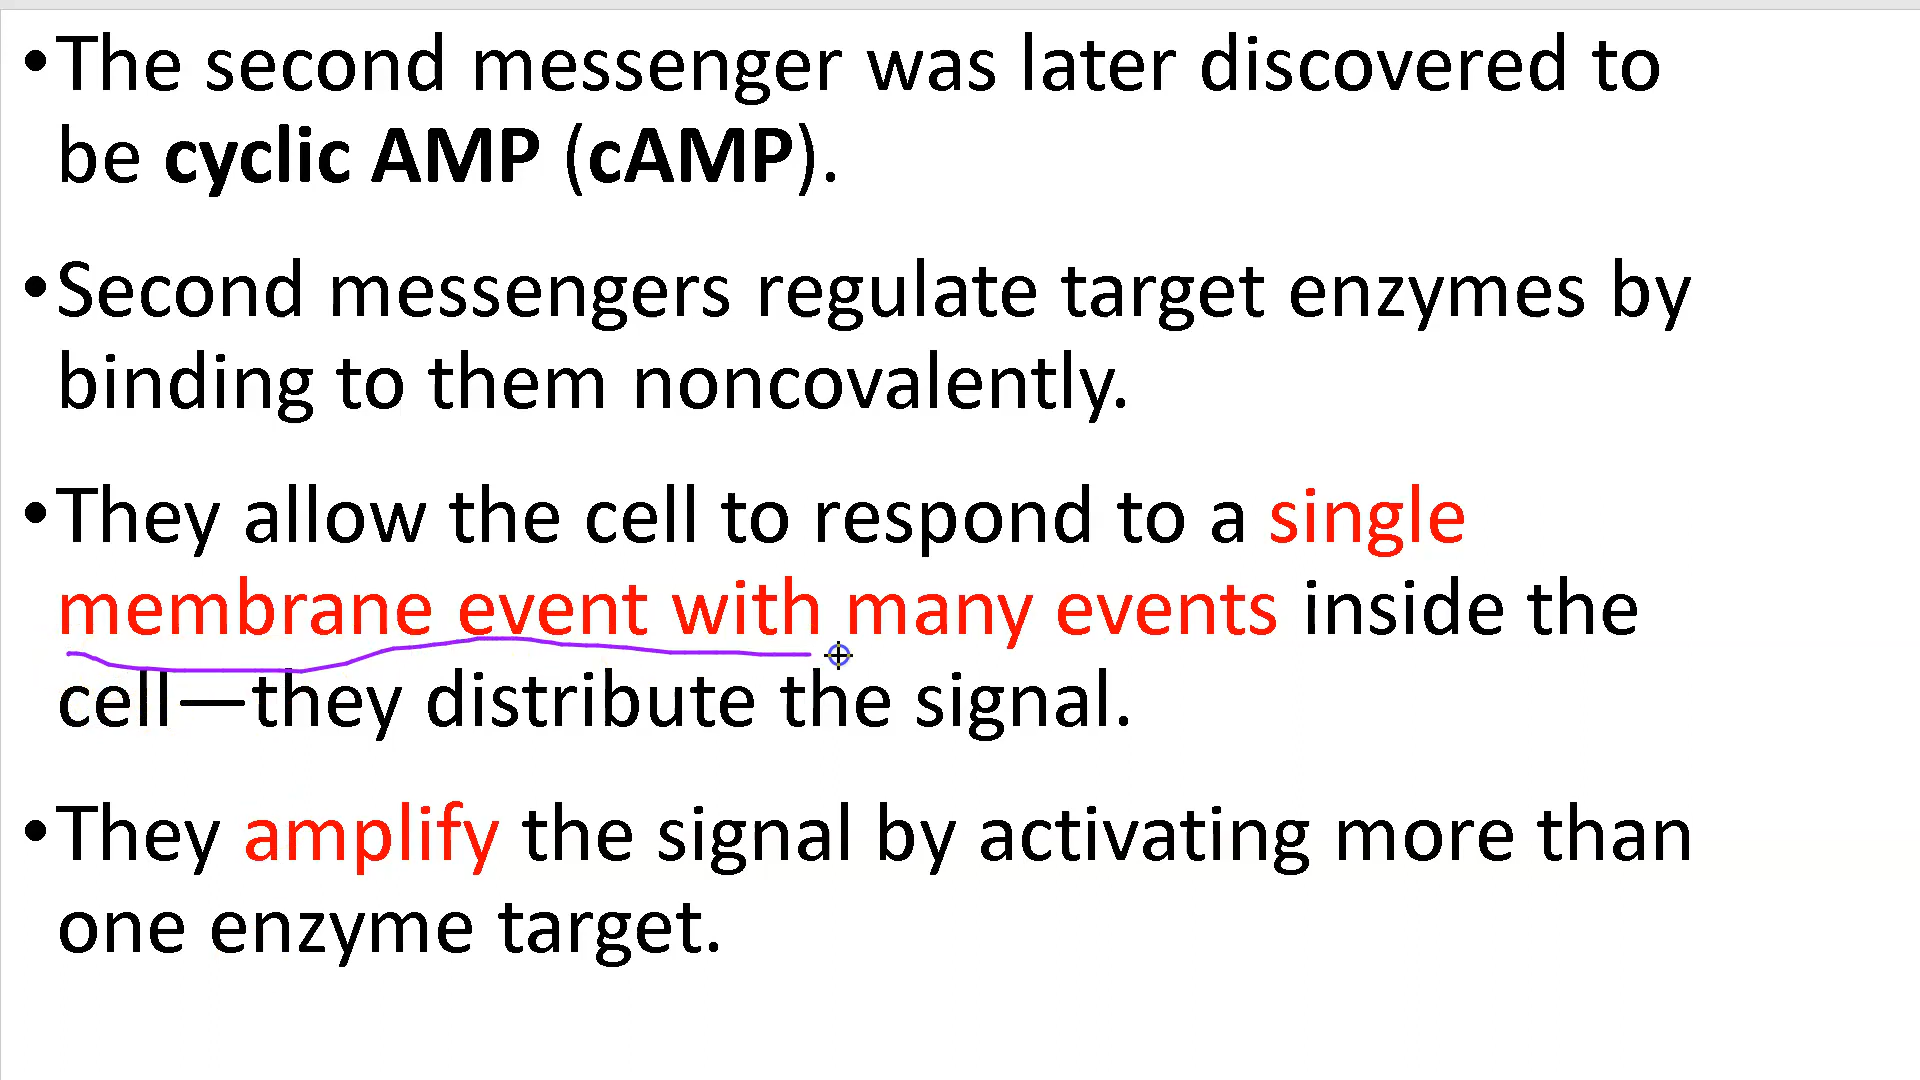 •The second messenger was later discovered to
be cyclic AMP (cAMP).
•Second messengers regulate target enzymes by
binding to them noncovalently.
•They allow the cell to respond to a single
membrane event with many events inside the
cell—they distribute the signal.
•They amplify the signal by activating more than
one enzyme target.